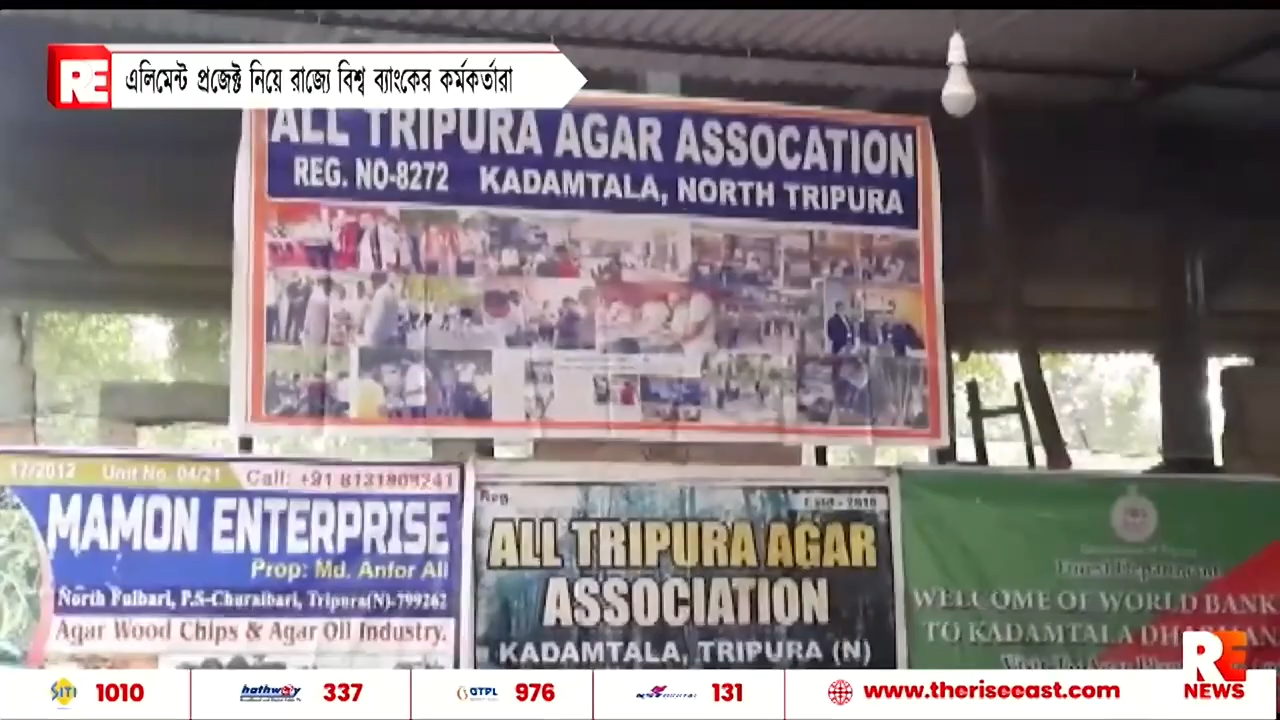 RE এলিমেন্ট প্রজেক্ট নিয়ে রাজ্যে বিশ্ব ব্যাংকের কর্মকর্তারা
ALL TRIPURA AGAR ASSOCATION
REG. NO-8272 KADAMTALA, NORTH TRIPURA
17/2012 Unit No. 04/21 Call: +91 8131809241
MAMON ENTERPRISE
Prop: Md. Anfor Ali
North Fulbari, P.S-Churaibari, Tripura(N)-799262
Agar Wood Chips & Agar Oil Industry.
Reg
ALL TRIPURA AGAR
ASSOCIATION
KADAMTALA, TRIPURA (N)
Forest Department
WELCOME OF WORLD BANK
TO KADAMTALA
RE
NEWS
SITI 1010
hathway 337
GTPL 976
131
www.theriseeast.com